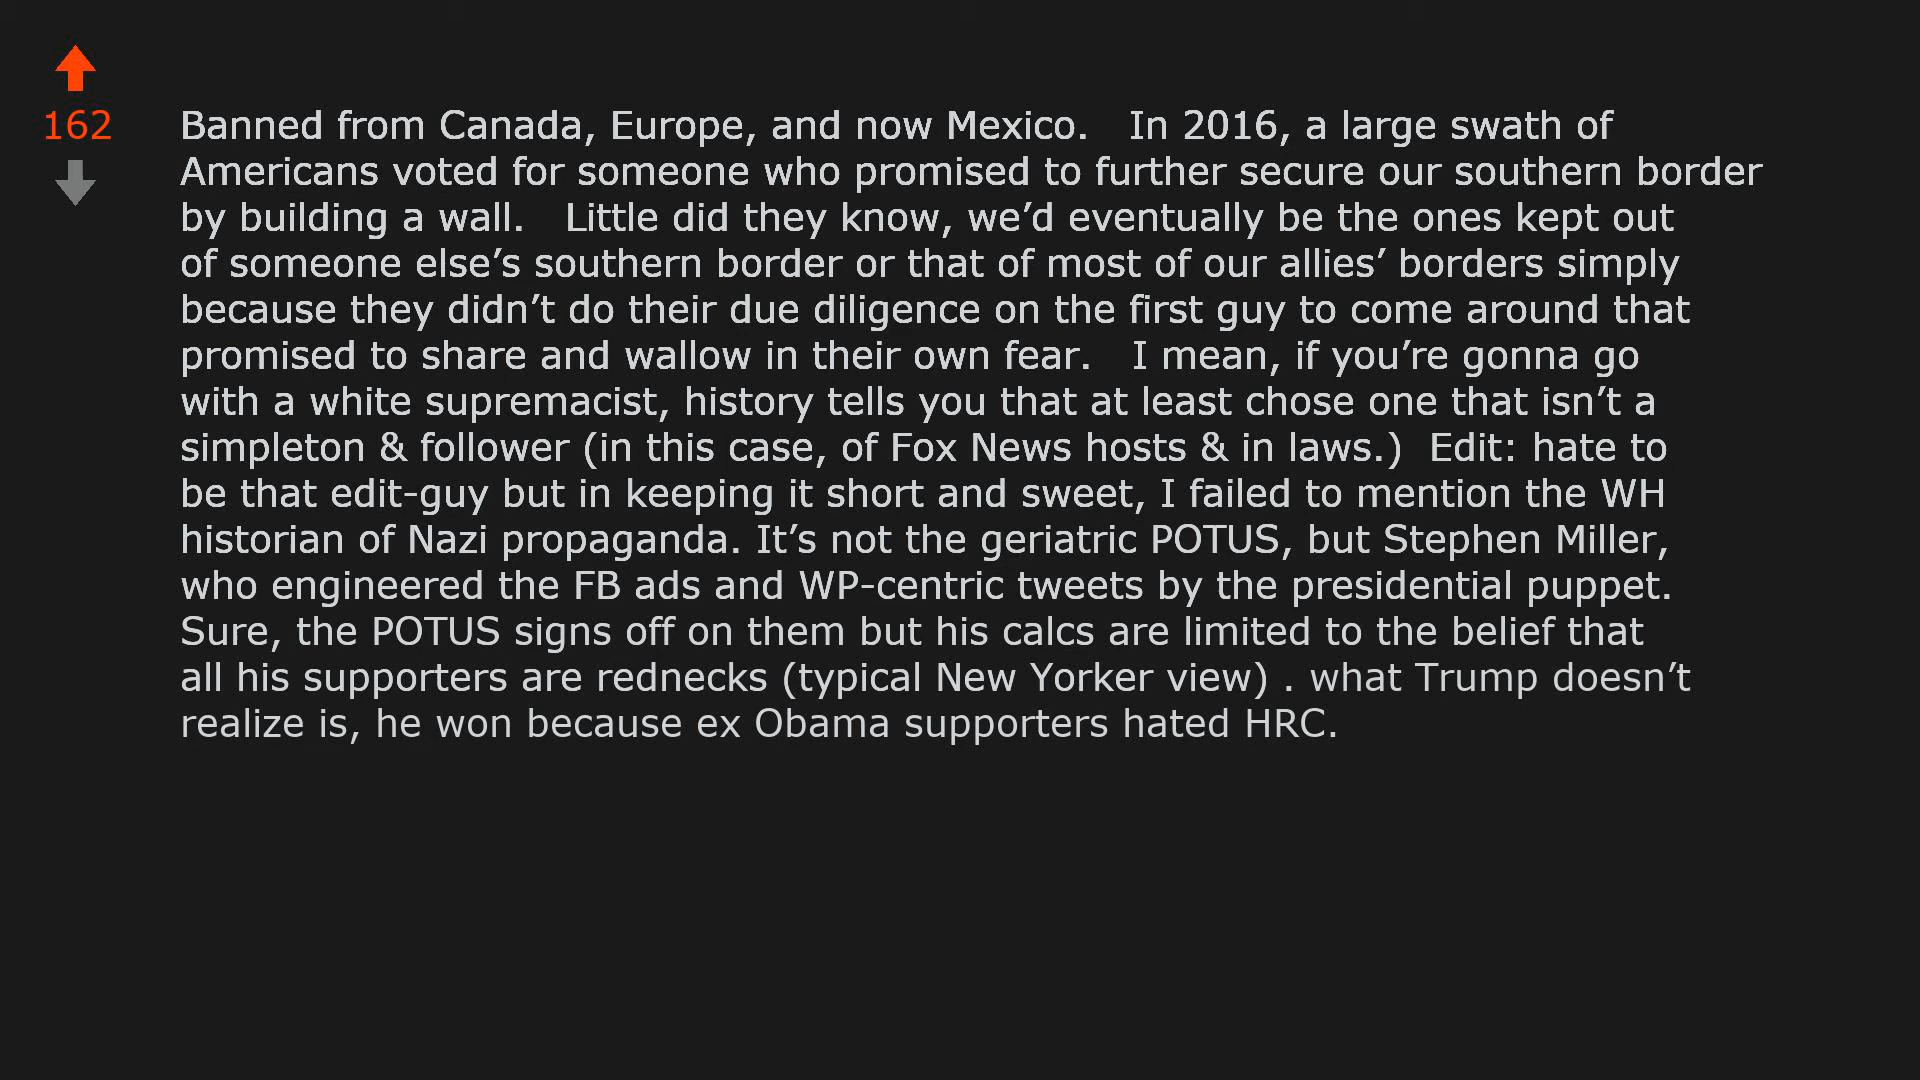 162
Banned from Canada, Europe, and now Mexico.   In 2016, a large swath of
Americans voted for someone who promised to further secure our southern border
by building a wall.   Little did they know, we’d eventually be the ones kept out
of someone else’s southern border or that of most of our allies’ borders simply
because they didn’t do their due diligence on the first guy to come around that
promised to share and wallow in their own fear.   I mean, if you’re gonna go
with a white supremacist, history tells you that at least chose one that isn’t a
simpleton & follower (in this case, of Fox News hosts & in laws.)  Edit: hate to
be that edit-guy but in keeping it short and sweet, I failed to mention the WH
historian of Nazi propaganda. It’s not the geriatric POTUS, but Stephen Miller,
who engineered the FB ads and WP-centric tweets by the presidential puppet.
Sure, the POTUS signs off on them but his calcs are limited to the belief that
all his supporters are rednecks (typical New Yorker view) . what Trump doesn’t
realize is, he won because ex Obama supporters hated HRC.